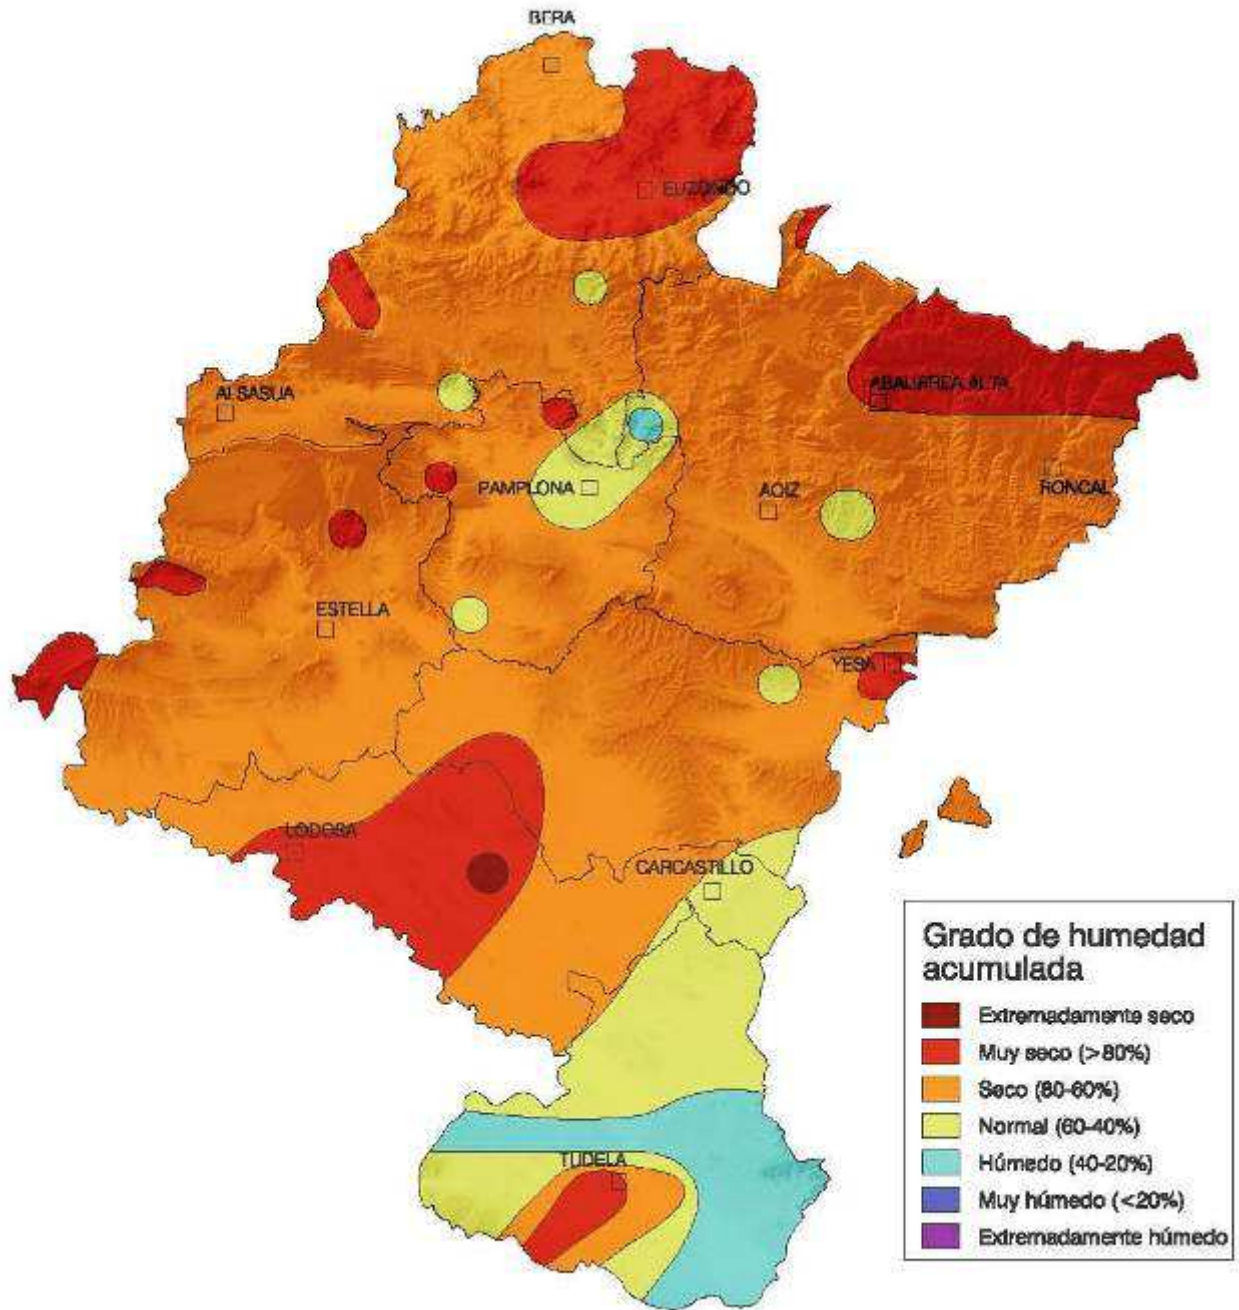 BERA
ELIZONDO
ALSASUA
ABAURREA ALTA
PAMPLONA
AOIZ
RONCAL
ESTELLA
YESA
LODOSA
CARCASTILLO
TUDELA
Grado de humedad
acumulada
Extremadamente seco
Muy seco (>80%)
Seco (80-60%)
Normal (60-40%)
Húmedo (40-20%)
Muy húmedo (<20%)
Extremadamente húmedo